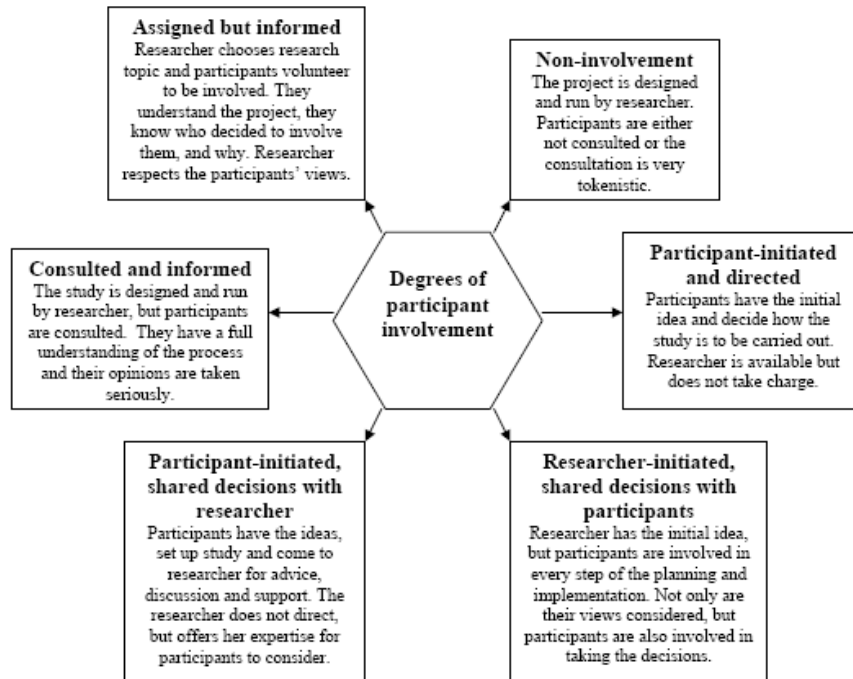 Assigned but informed
Researcher chooses research
topic and participants volunteer
to be involved. They
understand the project, they
know who decided to involve
them, and why. Researcher
respects the participants' views.
Non-involvement
The project is designed
and run by researcher.
Participants are either
not consulted or the
consultation is very
tokenistic.
Consulted and informed
The study is designed and run
by researcher, but participants
are consulted. They have a full
understanding of the process
and their opinions are taken
seriously.
Degrees of
participant
involvement
Participant-initiated
and directed
Participants have the initial
idea and decide how the
study is to be carried out.
Researcher is available but
does not take charge.
Participant-initiated,
shared decisions with
researcher
Participants have the ideas,
set up study and come to
researcher for advice,
discussion and support. The
researcher does not direct,
but offers her expertise for
participants to consider.
Researcher-initiated,
shared decisions with
participants
Researcher has the initial idea,
but participants are involved in
every step of the planning and
implementation. Not only are
their views considered, but
participants are also involved in
taking the decisions.